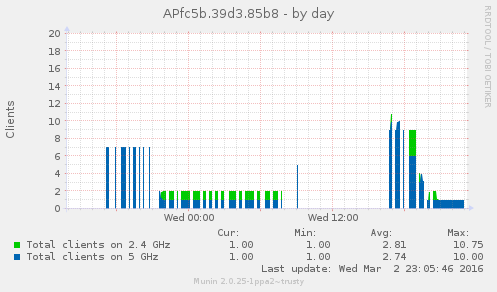 APfc5b.39d3.85b8 - by day
RRDTOOL / TOBI OETIKER
Clients
20
18
16
14
12
10
8
6
4
2
0
Wed 00:00
Wed 12:00
Cur: Min: Avg: Max:
Total clients on 2.4 GHz 1.00 1.00 2.81 10.75
Total clients on 5 GHz 1.00 1.00 2.74 10.00
Last update: Wed Mar 2 23:05:46 2016
Munin 2.0.25-1ppa2~trusty